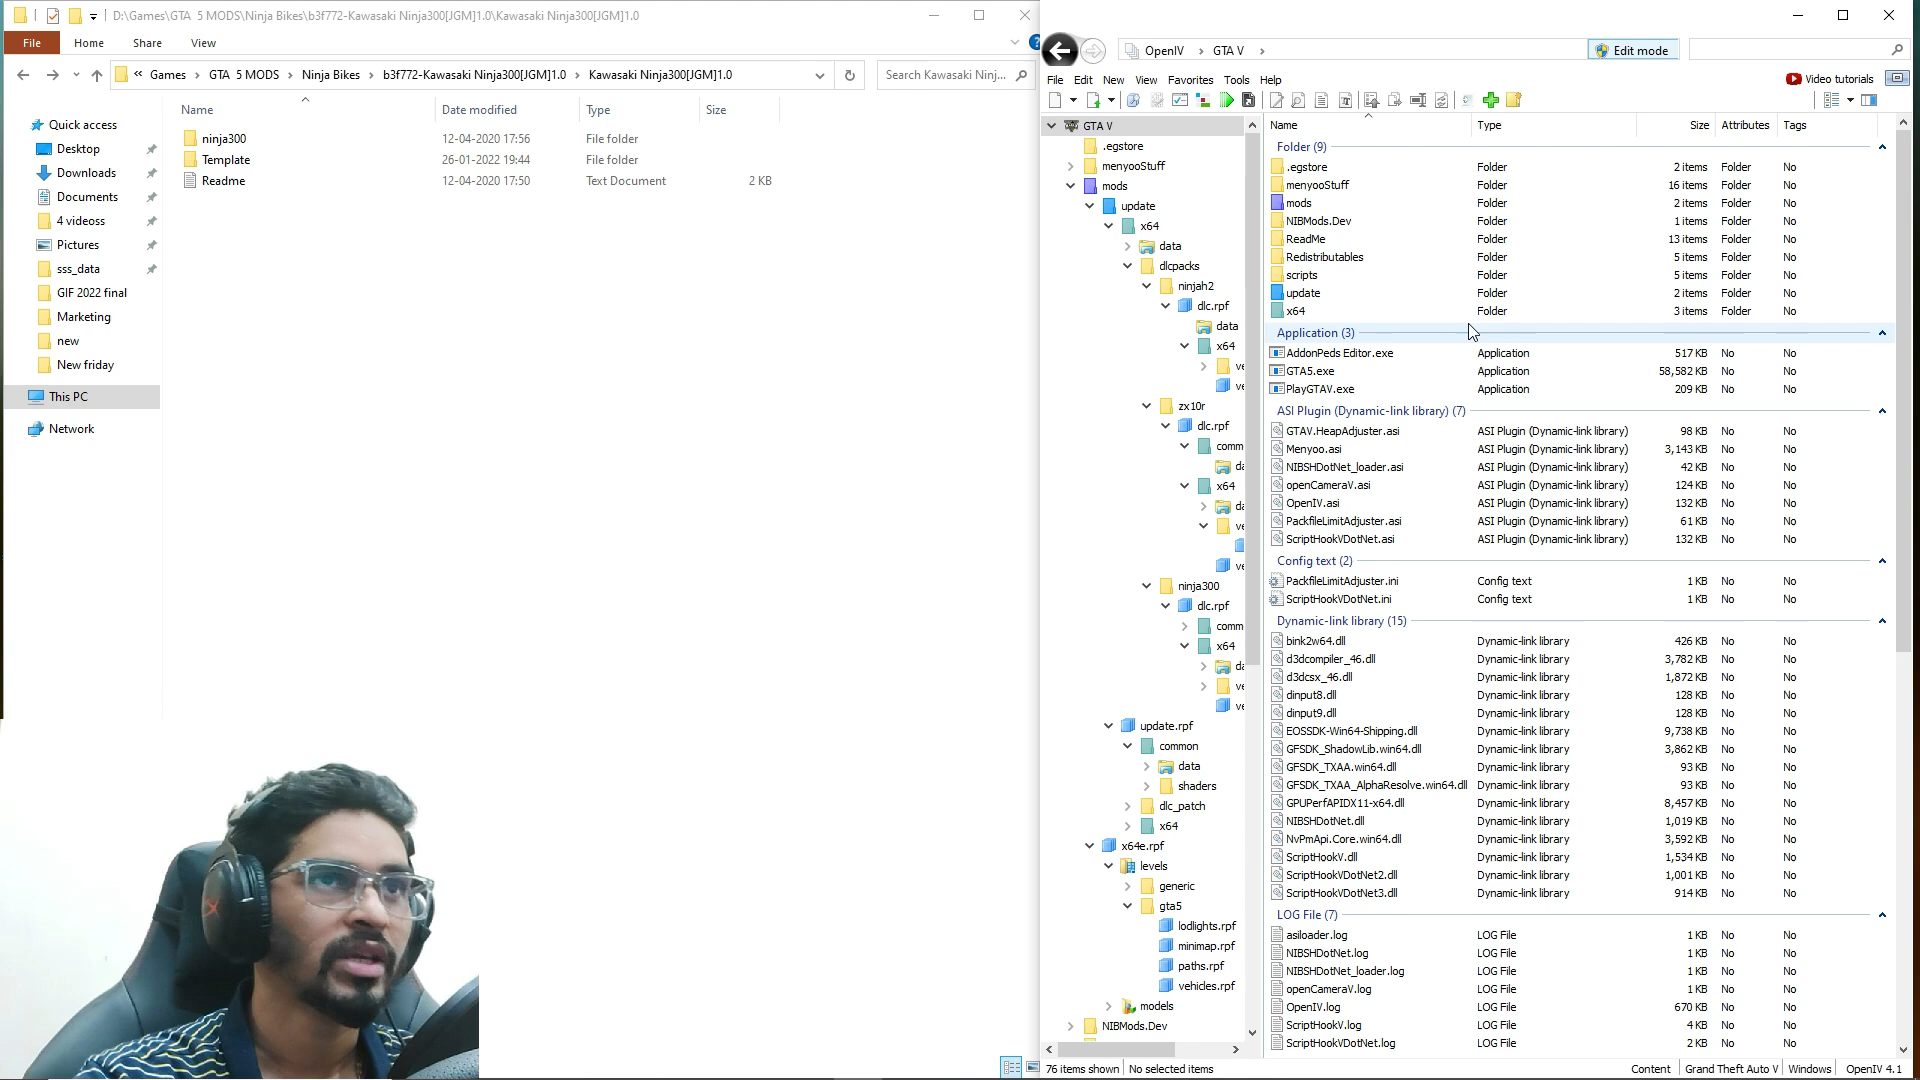 D:\Games\GTA 5 MODS\Ninja Bikes\b3f772-Kawasaki Ninja300[JGM]1.0\Kawasaki Ninja300[JGM]1.0
File Home Share View
« Games > GTA 5 MODS > Ninja Bikes > b3f772-Kawasaki Ninja300[JGM]1.0 > Kawasaki Ninja300[JGM]1.0
Search Kawasaki Ninj...
Name Date modified Type Size
ninja300 12-04-2020 17:56 File folder
Template 26-01-2022 19:44 File folder
Readme 12-04-2020 17:50 Text Document 2 KB
Quick access
Desktop
Downloads
Documents
4 videoss
Pictures
sss_data
GIF 2022 final
Marketing
new
New friday
This PC
Network
OpenIV > GTA V >
Edit mode
File Edit New View Favorites Tools Help
Video tutorials
GTA V
.egstore
menyooStuff
mods
update
x64
data
dlcpacks
ninjah2
dlc.rpf
data
x64
ve
ve
zx10r
dlc.rpf
comm
da
x64
da
ve
ve
ninja300
dlc.rpf
comm
x64
da
ve
ve
update.rpf
common
data
shaders
dlc_patch
x64
x64e.rpf
levels
generic
gta5
lodlights.rpf
minimap.rpf
paths.rpf
vehicles.rpf
models
NIBMods.Dev
Name Type Size Attributes Tags
Folder (9)
.egstore Folder 2 items Folder No
menyooStuff Folder 16 items Folder No
mods Folder 2 items Folder No
NIBMods.Dev Folder 1 items Folder No
ReadMe Folder 13 items Folder No
Redistributables Folder 5 items Folder No
scripts Folder 5 items Folder No
update Folder 2 items Folder No
x64 Folder 3 items Folder No
Application (3)
AddonPeds Editor.exe Application 517 KB No No
GTA5.exe Application 58,582 KB No No
PlayGTAV.exe Application 209 KB No No
ASI Plugin (Dynamic-link library) (7)
GTAV.HeapAdjuster.asi ASI Plugin (Dynamic-link library) 98 KB No No
Menyoo.asi ASI Plugin (Dynamic-link library) 3,143 KB No No
NIBSHDotNet_loader.asi ASI Plugin (Dynamic-link library) 42 KB No No
openCameraV.asi ASI Plugin (Dynamic-link library) 124 KB No No
OpenIV.asi ASI Plugin (Dynamic-link library) 132 KB No No
PackfileLimitAdjuster.asi ASI Plugin (Dynamic-link library) 61 KB No No
ScriptHookVDotNet.asi ASI Plugin (Dynamic-link library) 132 KB No No
Config text (2)
PackfileLimitAdjuster.ini Config text 1 KB No No
ScriptHookVDotNet.ini Config text 1 KB No No
Dynamic-link library (15)
bink2w64.dll Dynamic-link library 426 KB No No
d3dcompiler_46.dll Dynamic-link library 3,782 KB No No
d3dcsx_46.dll Dynamic-link library 1,872 KB No No
dinput8.dll Dynamic-link library 128 KB No No
dinput9.dll Dynamic-link library 128 KB No No
EOSSDK-Win64-Shipping.dll Dynamic-link library 9,738 KB No No
GFSDK_ShadowLib.win64.dll Dynamic-link library 3,862 KB No No
GFSDK_TXAA.win64.dll Dynamic-link library 93 KB No No
GFSDK_TXAA_AlphaResolve.win64.dll Dynamic-link library 93 KB No No
GPUPerfAPIDX11-x64.dll Dynamic-link library 8,457 KB No No
NIBSHDotNet.dll Dynamic-link library 1,019 KB No No
NvPmApi.Core.win64.dll Dynamic-link library 3,592 KB No No
ScriptHookV.dll Dynamic-link library 1,534 KB No No
ScriptHookVDotNet2.dll Dynamic-link library 1,001 KB No No
ScriptHookVDotNet3.dll Dynamic-link library 914 KB No No
LOG File (7)
asiloader.log LOG File 1 KB No No
NIBSHDotNet.log LOG File 1 KB No No
NIBSHDotNet_loader.log LOG File 1 KB No No
openCameraV.log LOG File 1 KB No No
OpenIV.log LOG File 670 KB No No
ScriptHookV.log LOG File 4 KB No No
ScriptHookVDotNet.log LOG File 2 KB No No
76 items shown No selected items
Content Grand Theft Auto V Windows OpenIV 4.1